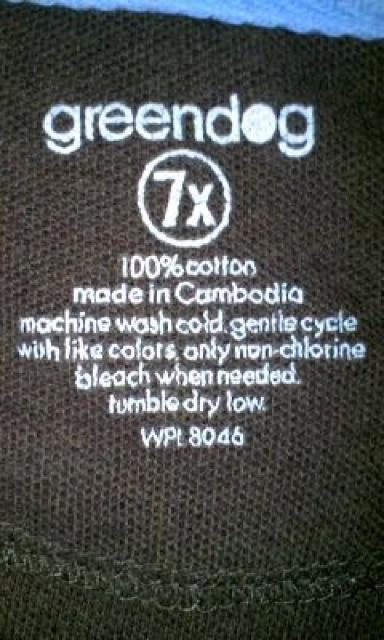 greendog
7x
100% cotton
made in Cambodia
machine wash cold, gentle cycle
with like colors, only non-chlorine
bleach when needed.
tumble dry low.
WPL 8046